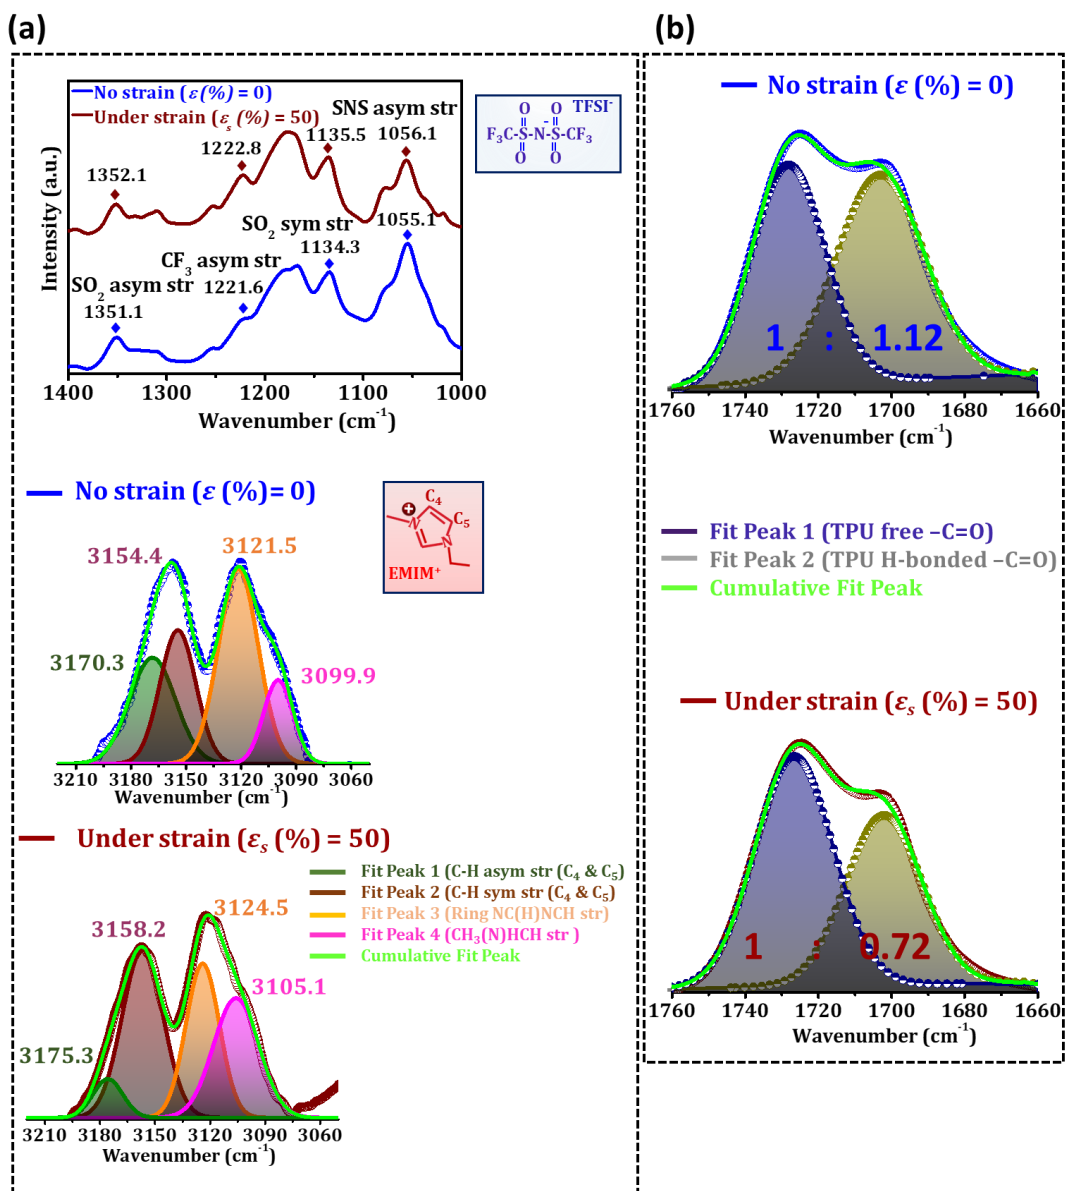 (a)
No strain (ε(%) = 0)
Under strain (εs (%) = 50)
SNS asym str
1352.1
1222.8
1135.5
1056.1
SO2 sym str
1134.3
1055.1
CF3 asym str
1221.6
SO2 asym str
1351.1
Intensity (a.u.)
1400 1300 1200 1100 1000
Wavenumber (cm-1)
O O TFSI-
F3C-S-N-S-CF3
-
O O
No strain (ε (%)= 0)
3154.4
3121.5
3170.3
3099.9
3210 3180 3150 3120 3090 3060
Wavenumber (cm-1)
C4
C5
N
N
EMIM+
Under strain (εs (%) = 50)
Fit Peak 1 (C-H asym str (C4 & C5)
Fit Peak 2 (C-H sym str (C4 & C5)
Fit Peak 3 (Ring NC(H)NCH str)
Fit Peak 4 (CH3(N)HCH str )
Cumulative Fit Peak
3158.2
3124.5
3105.1
3175.3
3210 3180 3150 3120 3090 3060
Wavenumber (cm-1)
(b)
No strain (ε (%) = 0)
1 : 1.12
1760 1740 1720 1700 1680 1660
Wavenumber (cm-1)
Fit Peak 1 (TPU free –C=O)
Fit Peak 2 (TPU H-bonded –C=O)
Cumulative Fit Peak
Under strain (εs (%) = 50)
1 : 0.72
1760 1740 1720 1700 1680 1660
Wavenumber (cm-1)